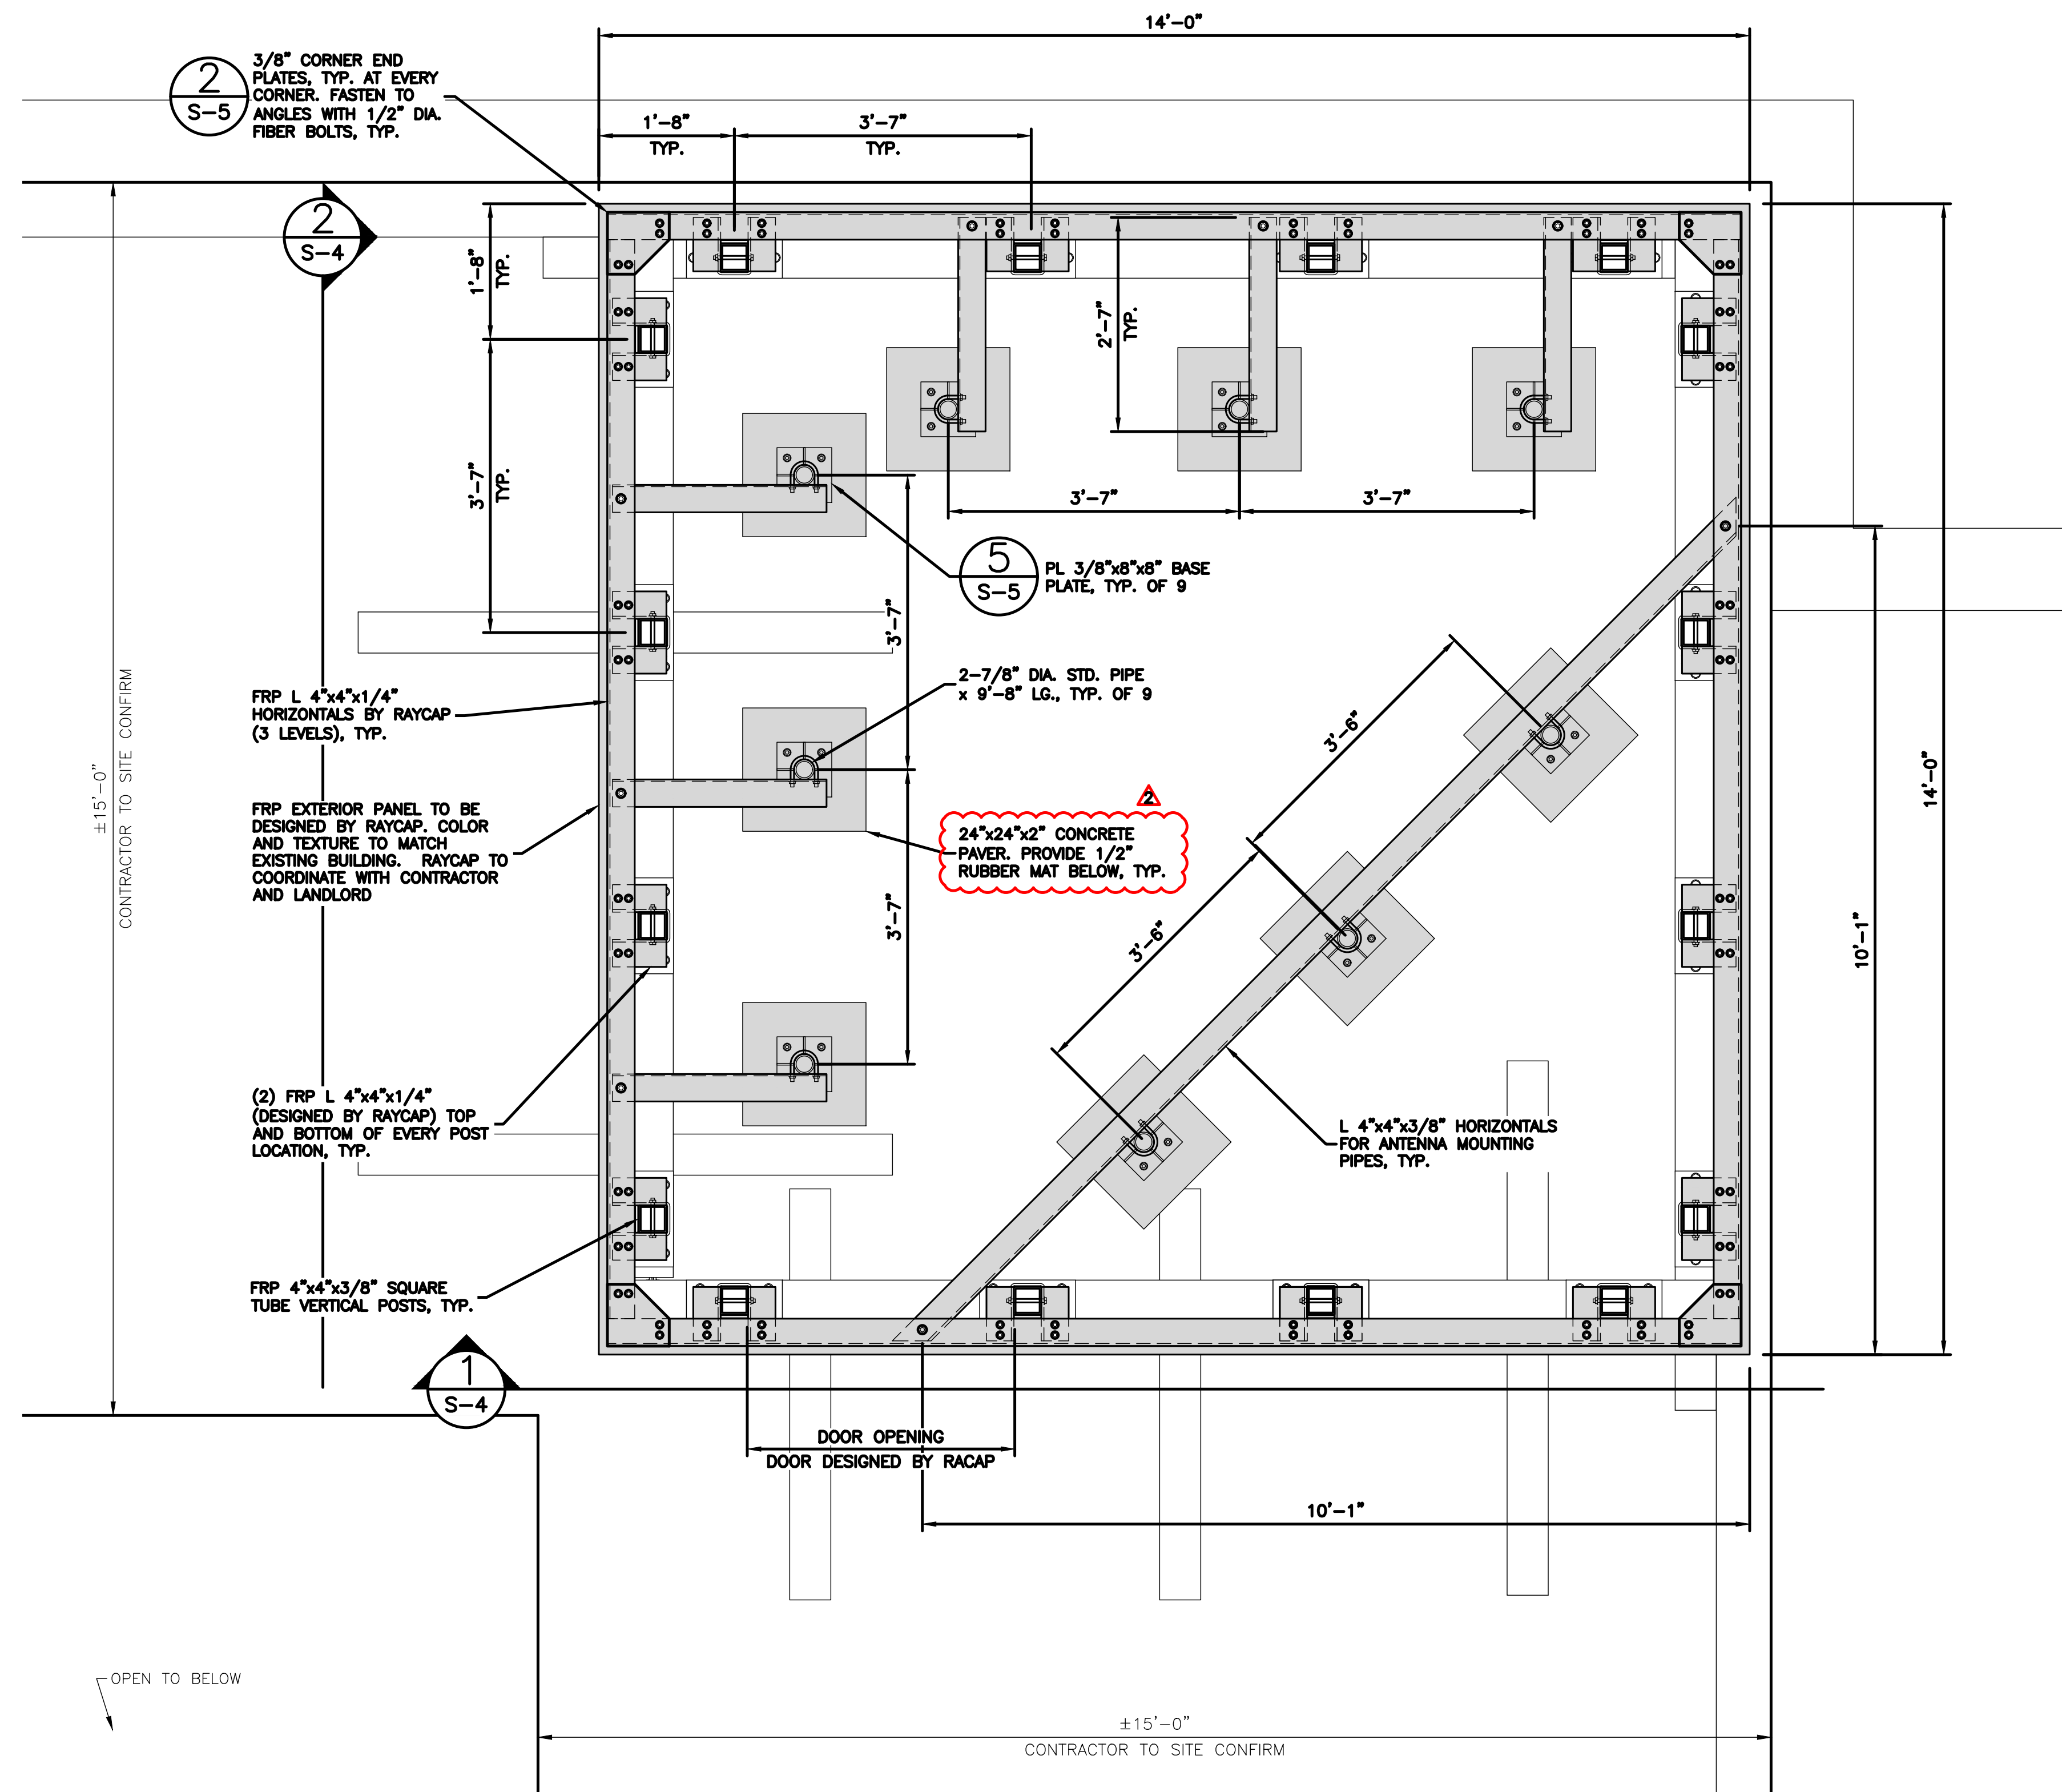 14'-0"
2
S-5
3/8" CORNER END
PLATES, TYP. AT EVERY
CORNER. FASTEN TO
ANGLES WITH 1/2" DIA.
FIBER BOLTS, TYP.
1'-8"
TYP.
3'-7"
TYP.
2
S-4
1'-8"
TYP.
2'-7"
TYP.
3'-7"
TYP.
3'-7"
3'-7"
5
S-5
PL 3/8"x8"x8" BASE
PLATE, TYP. OF 9
3'-7"
2-7/8" DIA. STD. PIPE
x 9'-8" LG., TYP. OF 9
FRP L 4"x4"x1/4"
HORIZONTALS BY RAYCAP
(3 LEVELS), TYP.
±15'-0"
CONTRACTOR TO SITE CONFIRM
3'-6"
14'-0"
2
FRP EXTERIOR PANEL TO BE
DESIGNED BY RAYCAP. COLOR
AND TEXTURE TO MATCH
EXISTING BUILDING. RAYCAP TO
COORDINATE WITH CONTRACTOR
AND LANDLORD
24"x24"x2" CONCRETE
PAVER. PROVIDE 1/2"
RUBBER MAT BELOW, TYP.
3'-7"
3'-6"
10'-1"
(2) FRP L 4"x4"x1/4"
(DESIGNED BY RAYCAP) TOP
AND BOTTOM OF EVERY POST
LOCATION, TYP.
L 4"x4"x3/8" HORIZONTALS
FOR ANTENNA MOUNTING
PIPES, TYP.
FRP 4"x4"x3/8" SQUARE
TUBE VERTICAL POSTS, TYP.
1
S-4
DOOR OPENING
DOOR DESIGNED BY RACAP
10'-1"
OPEN TO BELOW
±15'-0"
CONTRACTOR TO SITE CONFIRM